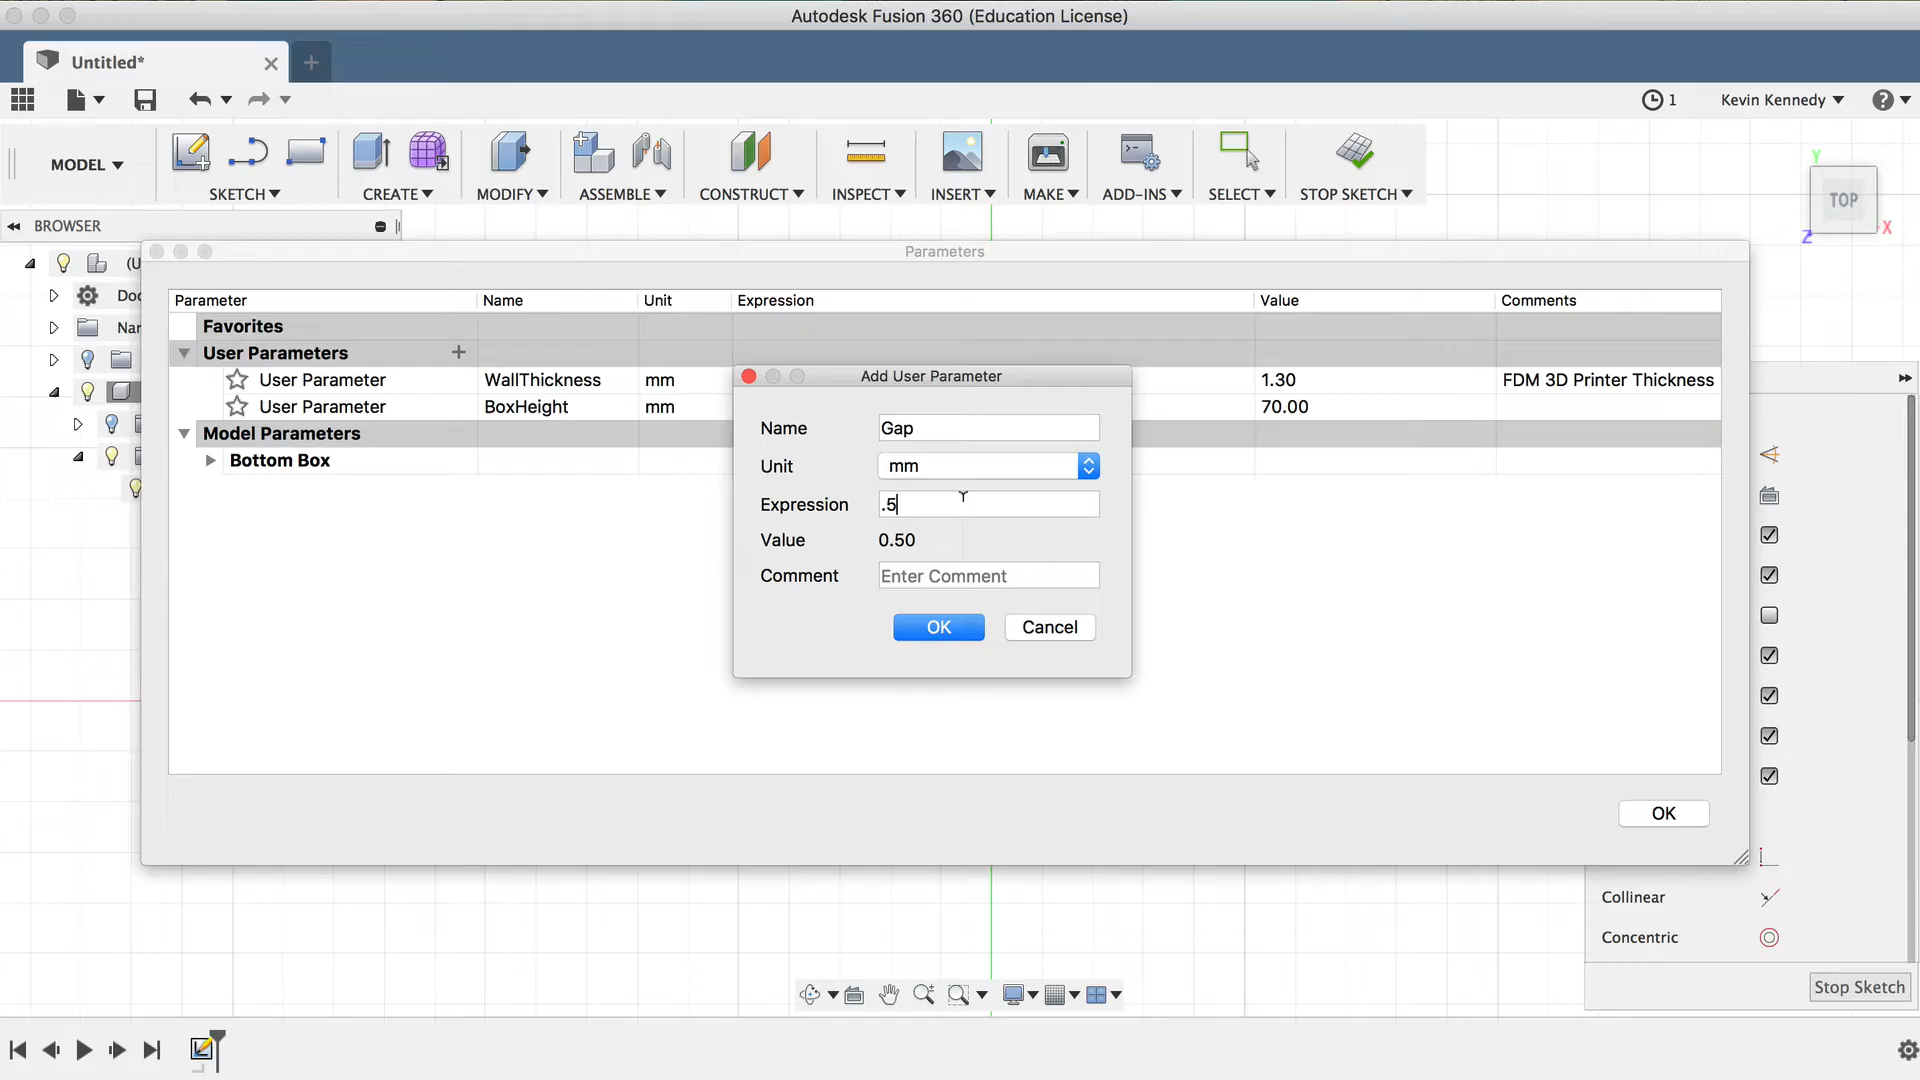 Autodesk Fusion 360 (Education License)
Untitled*
1
Kevin Kennedy
?
MODEL
SKETCH
CREATE
MODIFY
ASSEMBLE
CONSTRUCT
INSPECT
INSERT
MAKE
ADD-INS
SELECT
STOP SKETCH
Y
TOP
X
Z
BROWSER
(U
Doc
Nar
Parameters
Parameter Name Unit Expression Value Comments
Favorites
User Parameters
User Parameter WallThickness mm 1.30 FDM 3D Printer Thickness
User Parameter BoxHeight mm 70.00
Model Parameters
Bottom Box
Add User Parameter
Name Gap
Unit mm
Expression .5
Value 0.50
Comment Enter Comment
OK Cancel
OK
Collinear
Concentric
Stop Sketch